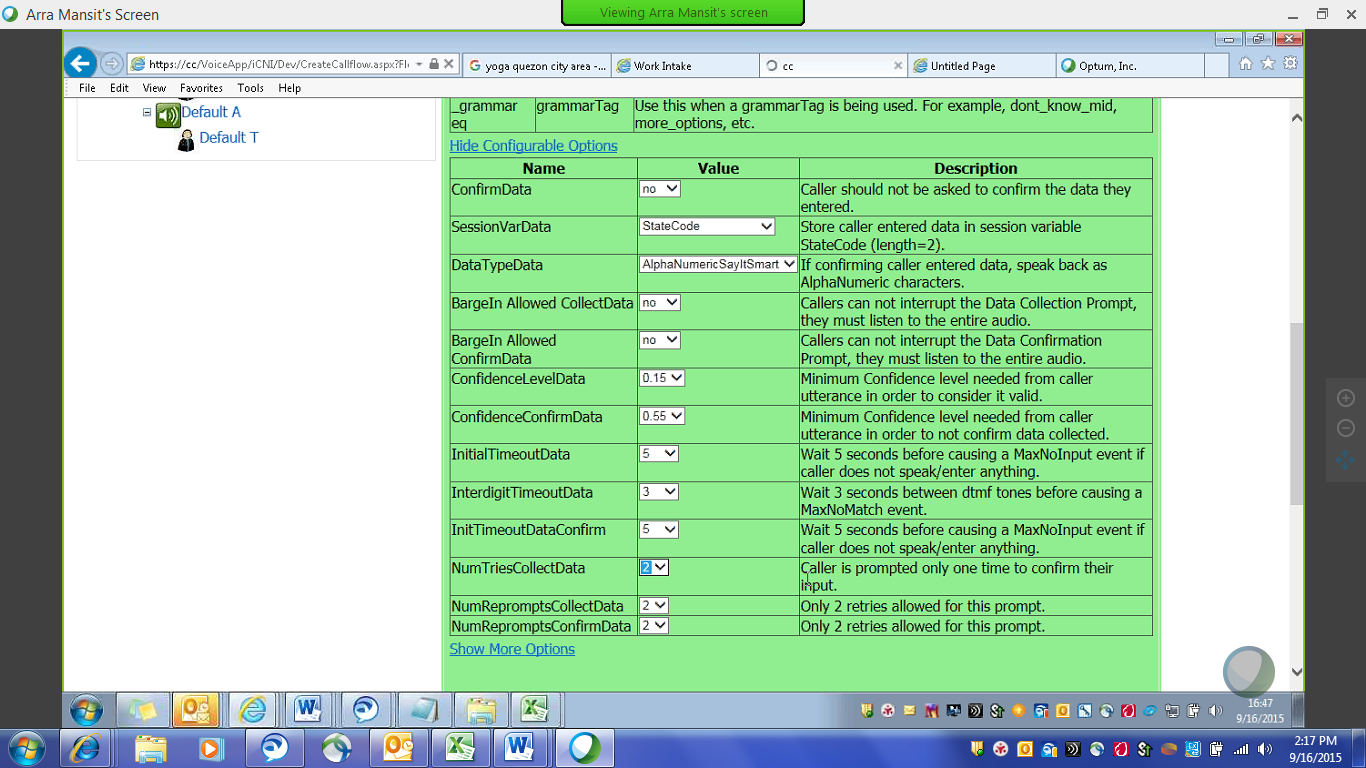 Arra Mansit's Screen
Viewing Arra Mansit's screen
https://cc/VoiceApp/iCNI/Dev/CreateCallflow.aspx?Fl
yoga quezon city area -...
Work Intake
cc
Untitled Page
Optum, Inc.
File Edit View Favorites Tools Help
Default A
Default T
_grammar
eq
grammarTag
Use this when a grammarTag is being used. For example, dont_know_mid,
more_options, etc.
Hide Configurable Options
Name Value Description
ConfirmData no Caller should not be asked to confirm the data they
entered.
SessionVarData StateCode Store caller entered data in session variable
StateCode (length=2).
DataTypeData AlphaNumericSayItSmart If confirming caller entered data, speak back as
AlphaNumeric characters.
BargeIn Allowed CollectData no Callers can not interrupt the Data Collection Prompt,
they must listen to the entire audio.
BargeIn Allowed
ConfirmData
no
Callers can not interrupt the Data Confirmation
Prompt, they must listen to the entire audio.
ConfidenceLevelData 0.15 Minimum Confidence level needed from caller
utterance in order to consider it valid.
ConfidenceConfirmData 0.55 Minimum Confidence level needed from caller
utterance in order to not confirm data collected.
InitialTimeoutData 5 Wait 5 seconds before causing a MaxNoInput event if
caller does not speak/enter anything.
InterdigitTimeoutData 3 Wait 3 seconds between dtmf tones before causing a
MaxNoMatch event.
InitTimeoutDataConfirm 5 Wait 5 seconds before causing a MaxNoInput event if
caller does not speak/enter anything.
NumTriesCollectData 2 Caller is prompted only one time to confirm their
input.
NumRepromptsCollectData 2 Only 2 retries allowed for this prompt.
NumRepromptsConfirmData 2 Only 2 retries allowed for this prompt.
Show More Options
16:47
9/16/2015
2:17 PM
9/16/2015